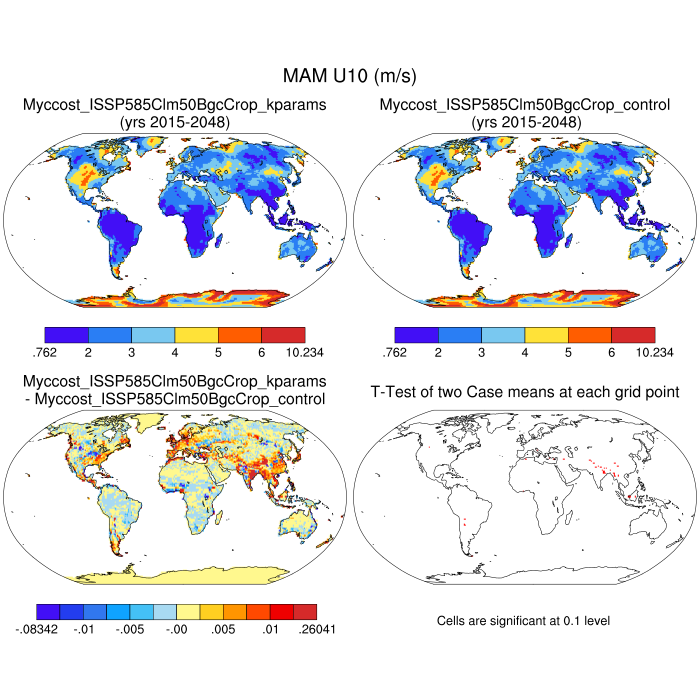 MAM U10 (m/s)
Myccost_ISSP585Clm50BgcCrop_kparams
(yrs 2015-2048)
Myccost_ISSP585Clm50BgcCrop_control
(yrs 2015-2048)
.762 2 3 4 5 6 10.234
.762 2 3 4 5 6 10.234
Myccost_ISSP585Clm50BgcCrop_kparams
- Myccost_ISSP585Clm50BgcCrop_control
T-Test of two Case means at each grid point
-.08342 -.01 -.005 -.00 .005 .01 .26041
Cells are significant at 0.1 level